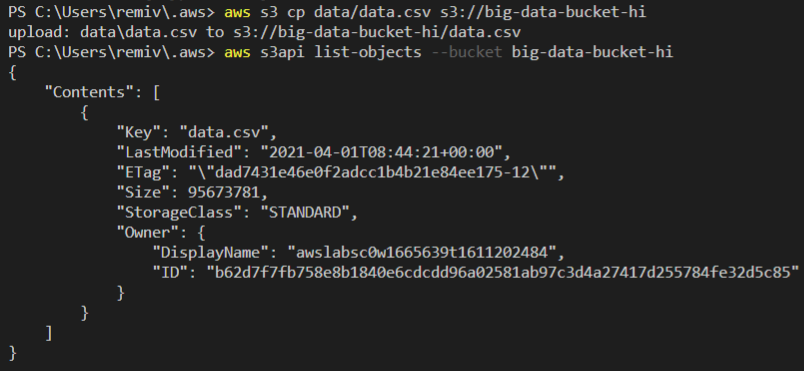 PS C:\Users\remiv\.aws> aws s3 cp data/data.csv s3://big-data-bucket-hi
upload: data\data.csv to s3://big-data-bucket-hi/data.csv
PS C:\Users\remiv\.aws> aws s3api list-objects --bucket big-data-bucket-hi
{
    "Contents": [
        {
            "Key": "data.csv",
            "LastModified": "2021-04-01T08:44:21+00:00",
            "ETag": "\"dad7431e46e0f2adcc1b4b21e84ee175-12\"",
            "Size": 95673781,
            "StorageClass": "STANDARD",
            "Owner": {
                "DisplayName": "awslabsc0w1665639t1611202484",
                "ID": "b62d7f7fb758e8b1840e6cdcdd96a02581ab97c3d4a27417d255784fe32d5c85"
            }
        }
    ]
}